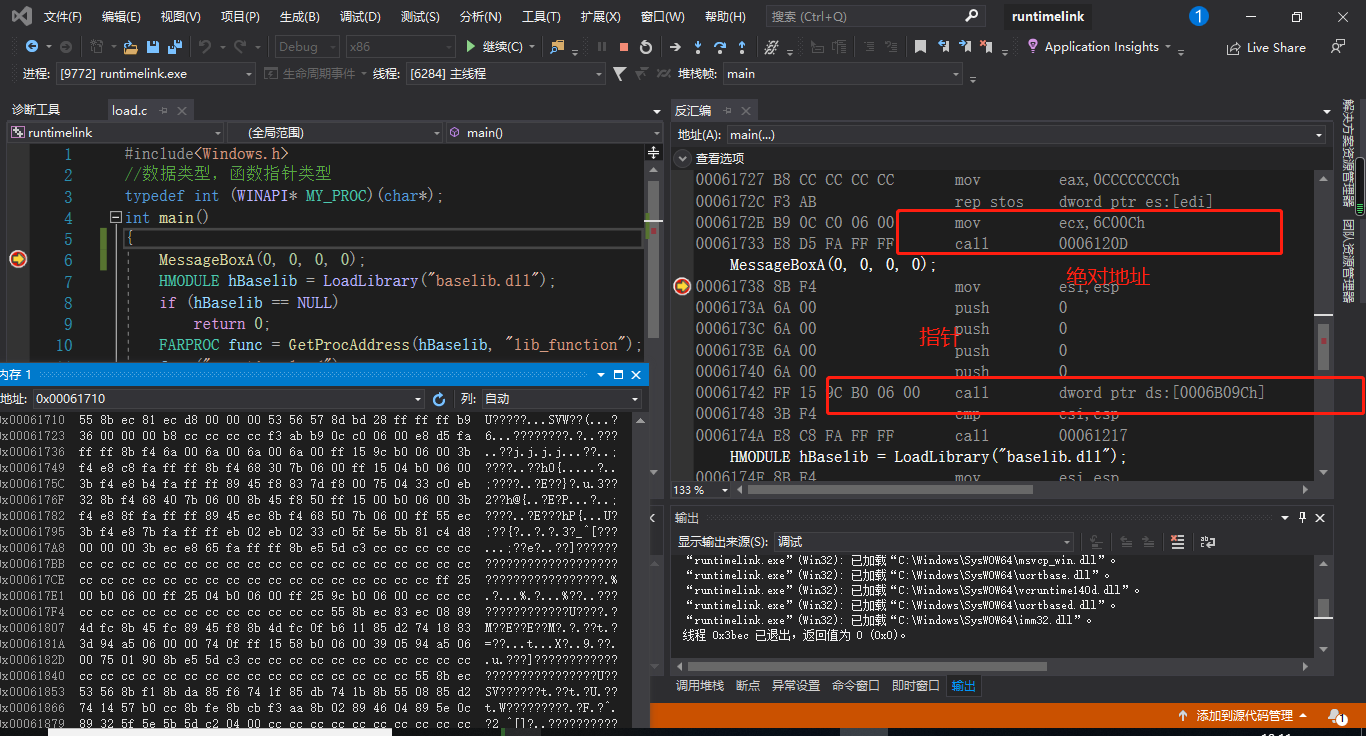 文件(F) 编辑(E) 视图(V) 项目(P) 生成(B) 调试(D) 测试(S) 分析(N) 工具(T) 扩展(X) 窗口(W) 帮助(H) 搜索 (Ctrl+Q) runtimelink 1
Debug x86 继续(C) Application Insights Live Share
进程: [9772] runtimelink.exe 生命周期事件 线程: [6284] 主线程 堆栈帧: main
诊断工具 load.c
runtimelink (全局范围) main()
1 #include<Windows.h>
2 //数据类型，函数指针类型
3 typedef int (WINAPI* MY_PROC)(char*);
4 int main()
5 {
6 MessageBoxA(0, 0, 0, 0);
7 HMODULE hBaselib = LoadLibrary("baselib.dll");
8 if (hBaselib == NULL)
9 return 0;
10 FARPROC func = GetProcAddress(hBaselib, "lib_function");
反汇编
地址(A): main(...)
查看选项
00061727 B8 CC CC CC CC mov eax,0CCCCCCCCh
0006172C F3 AB rep stos dword ptr es:[edi]
0006172E B9 0C C0 06 00 mov ecx,6C00Ch
00061733 E8 D5 FA FF FF call 0006120D
MessageBoxA(0, 0, 0, 0);
绝对地址
00061738 8B F4 mov esi,esp
0006173A 6A 00 push 0
0006173C 6A 00 push 0
指针
0006173E 6A 00 push 0
00061740 6A 00 push 0
00061742 FF 15 9C B0 06 00 call dword ptr ds:[0006B09Ch]
00061748 3B F4 cmp esi,esp
0006174A E8 C8 FA FF FF call 00061217
HMODULE hBaselib = LoadLibrary("baselib.dll");
0006174F 8B F4 mov esi,esp
133 %
解决方案资源管理器
团队资源管理器
内存 1
地址: 0x00061710 列: 自动
0x00061710 55 8b ec 81 ec d8 00 00 00 53 56 57 8d bd 28 ff ff ff b9
0x00061723 36 00 00 00 b8 cc cc cc cc f3 ab b9 0c c0 06 00 e8 d5 fa
0x00061736 ff ff 8b f4 6a 00 6a 00 6a 00 6a 00 ff 15 9c b0 06 00 3b
0x00061749 f4 e8 c8 fa ff ff 8b f4 68 30 7b 06 00 ff 15 04 b0 06 00
0x0006175C 3b f4 e8 b4 fa ff ff 89 45 f8 83 7d f8 00 75 04 33 c0 eb
0x0006176F 32 8b f4 68 40 7b 06 00 8b 45 f8 50 ff 15 00 b0 06 00 3b
0x00061782 f4 e8 8f fa ff ff 89 45 ec 8b f4 68 50 7b 06 00 ff 55 ec
0x00061795 3b f4 e8 7b fa ff ff eb 02 eb 02 33 c0 5f 5e 5b 81 c4 d8
0x000617A8 00 00 00 3b ec e8 65 fa ff ff 8b e5 5d c3 cc cc cc cc cc
0x000617BB cc cc cc cc cc cc cc cc cc cc cc cc cc cc cc cc cc cc cc
0x000617CE cc cc cc cc cc cc cc cc cc cc cc cc cc cc cc cc cc ff 25
0x000617E1 00 b0 06 00 ff 25 04 b0 06 00 ff 25 9c b0 06 00 cc cc cc
0x000617F4 cc cc cc cc cc cc cc cc cc cc cc cc 55 8b ec 83 ec 08 89
0x00061807 4d fc 8b 45 fc 89 45 f8 8b 4d fc 0f b6 11 85 d2 74 18 83
0x0006181A 3d 94 a5 06 00 00 74 0f ff 15 58 b0 06 00 39 05 94 a5 06
0x0006182D 00 75 01 90 8b e5 5d c3 cc cc cc cc cc cc cc cc cc cc cc
0x00061840 cc cc cc cc cc cc cc cc cc cc cc cc cc cc cc cc 55 8b ec
0x00061853 53 56 8b f1 8b da 85 f6 74 1f 85 db 74 1b 8b 55 08 85 d2
0x00061866 74 14 57 b0 cc 8b fe 8b cb f3 aa 8b 02 89 46 04 89 5e 0c
0x00061879 89 32 5f 5e 5b 5d c2 04 00 cc cc cc cc cc cc cc cc cc cc
输出
显示输出来源(S): 调试
“runtimelink.exe”(Win32): 已加载“C:\Windows\SysWOW64\msvcp_win.dll”。
“runtimelink.exe”(Win32): 已加载“C:\Windows\SysWOW64\ucrtbase.dll”。
“runtimelink.exe”(Win32): 已加载“C:\Windows\SysWOW64\vcruntime140d.dll”。
“runtimelink.exe”(Win32): 已加载“C:\Windows\SysWOW64\ucrtbased.dll”。
“runtimelink.exe”(Win32): 已加载“C:\Windows\SysWOW64\imm32.dll”。
线程 0x3bec 已退出，返回值为 0 (0x0)。
调用堆栈 断点 异常设置 命令窗口 即时窗口 输出
添加到源代码管理 1